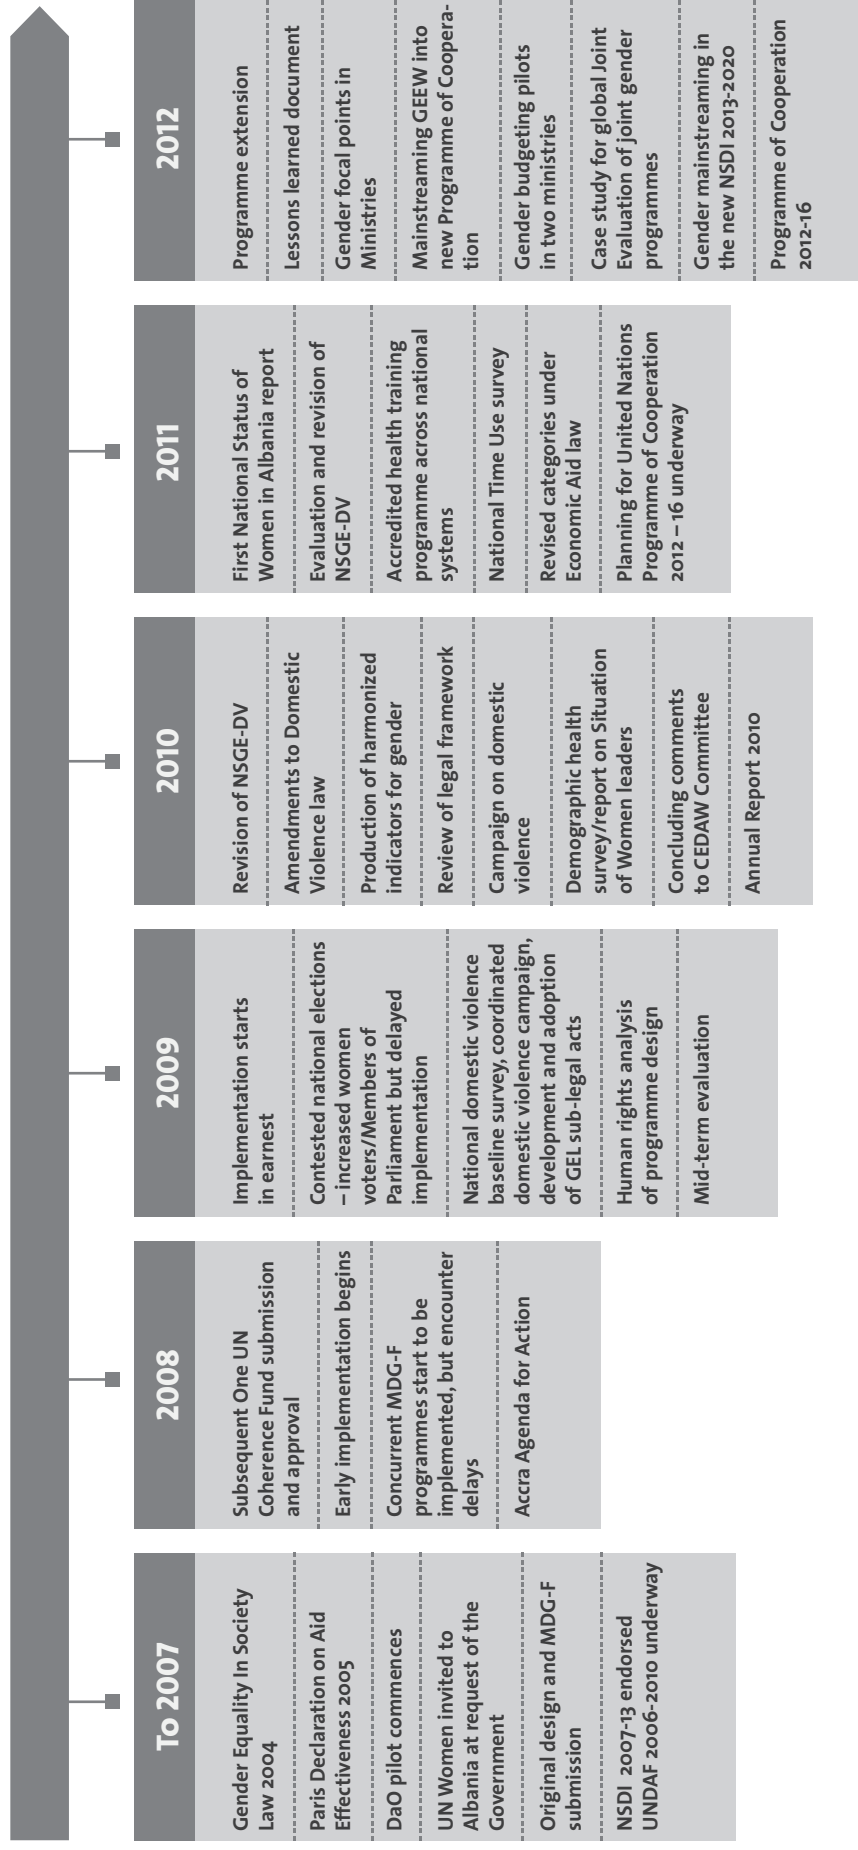 To 2007
Gender Equality In Society
Law 2004
Paris Declaration on Aid
Effectiveness 2005
DaO pilot commences
UN Women invited to
Albania at request of the
Government
Original design and MDG-F
submission
NSDI 2007-13 endorsed
UNDAF 2006-2010 underway
2008
Subsequent One UN
Coherence Fund submission
and approval
Early implementation begins
Concurrent MDG-F
programmes start to be
implemented, but encounter
delays
Accra Agenda for Action
2009
Implementation starts
in earnest
Contested national elections
– increased women
voters/Members of
Parliament but delayed
implementation
National domestic violence
baseline survey, coordinated
domestic violence campaign,
development and adoption
of GEL sub-legal acts
Human rights analysis
of programme design
Mid-term evaluation
2010
Revision of NSGE-DV
Amendments to Domestic
Violence law
Production of harmonized
indicators for gender
Review of legal framework
Campaign on domestic
violence
Demographic health
survey/report on Situation
of Women leaders
Concluding comments
to CEDAW Committee
Annual Report 2010
2011
First National Status of
Women in Albania report
Evaluation and revision of
NSGE-DV
Accredited health training
programme across national
systems
National Time Use survey
Revised categories under
Economic Aid law
Planning for United Nations
Programme of Cooperation
2012 – 16 underway
2012
Programme extension
Lessons learned document
Gender focal points in
Ministries
Mainstreaming GEEW into
new Programme of Coopera-
tion
Gender budgeting pilots
in two ministries
Case study for global Joint
Evaluation of joint gender
programmes
Gender mainstreaming in
the new NSDI 2013-2020
Programme of Cooperation
2012-16